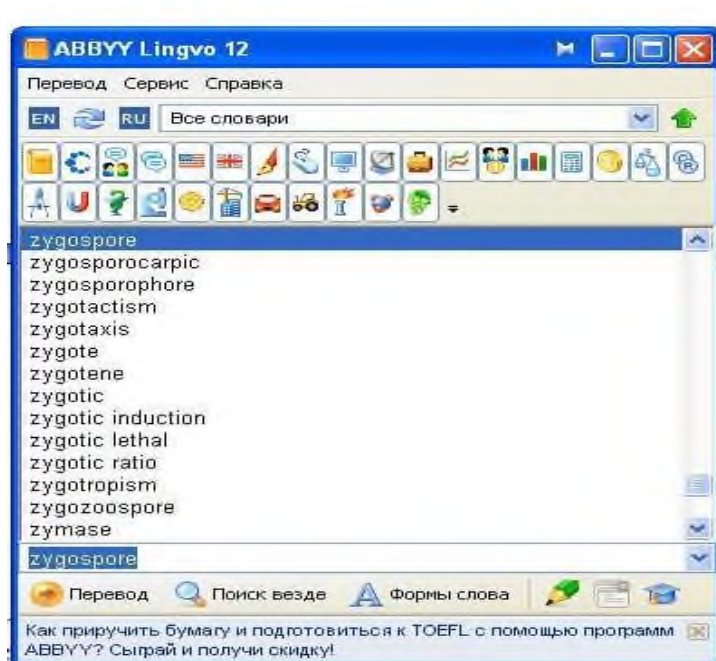 ABBYY Lingvo 12
Перевод Сервис Справка
EN RU Все словари
zygospore
zygosporocarpic
zygosporophore
zygotactism
zygotaxis
zygote
zygotene
zygotic
zygotic induction
zygotic lethal
zygotic ratio
zygotropism
zygozoospore
zymase
zygospore
Перевод Поиск везде Формы слова
Как приручить бумагу и подготовиться к TOEFL с помощью программ
ABBYY? Сыграй и получи скидку!